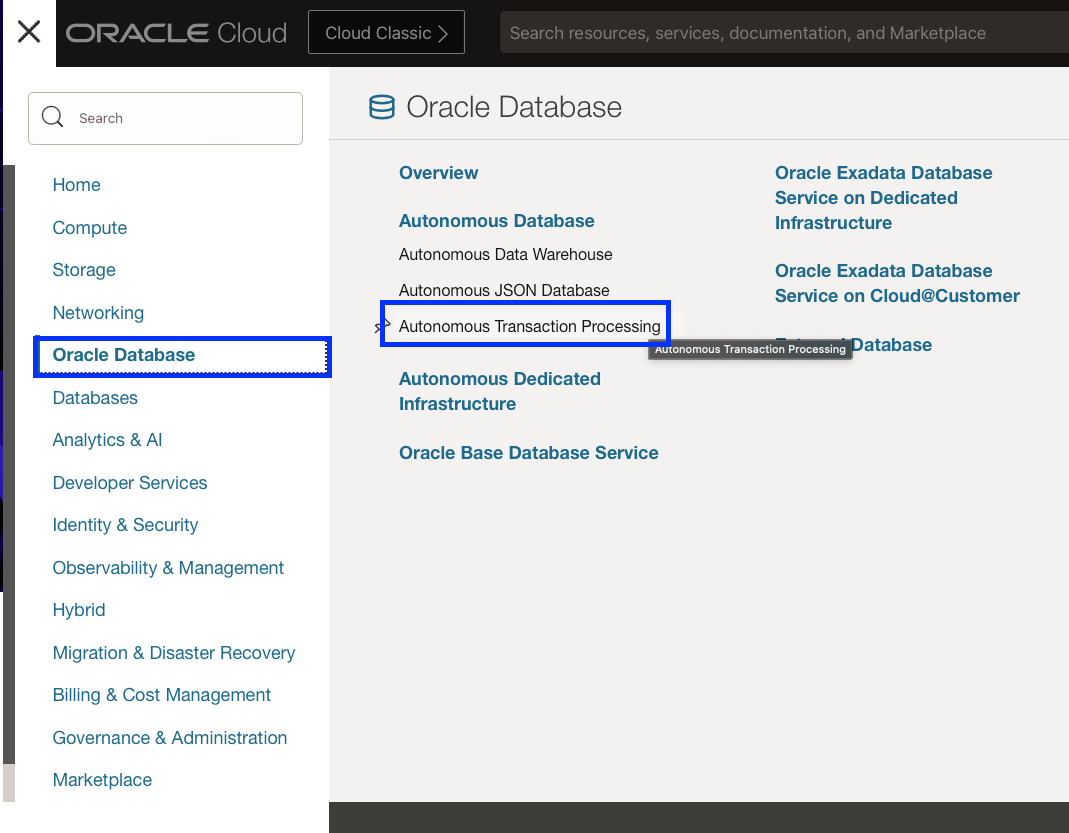 ORACLE Cloud
Cloud Classic
Search resources, services, documentation, and Marketplace
Search
Home
Compute
Storage
Networking
Oracle Database
Databases
Analytics & AI
Developer Services
Identity & Security
Observability & Management
Hybrid
Migration & Disaster Recovery
Billing & Cost Management
Governance & Administration
Marketplace
Oracle Database
Overview
Autonomous Database
Autonomous Data Warehouse
Autonomous JSON Database
Autonomous Transaction Processing
Autonomous Transaction Processing
Autonomous Dedicated
Infrastructure
Oracle Base Database Service
Oracle Exadata Database
Service on Dedicated
Infrastructure
Oracle Exadata Database
Service on Cloud@Customer
Database